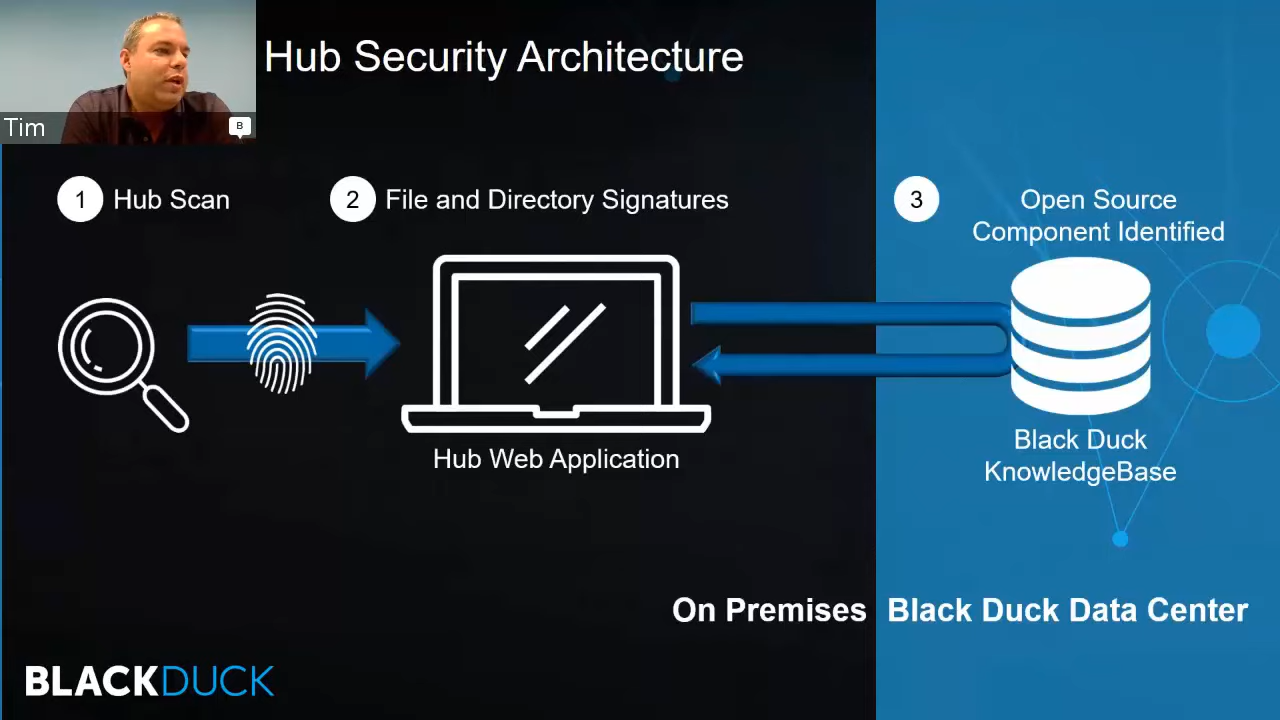 Hub Security Architecture
Tim
B
1 Hub Scan
2 File and Directory Signatures
3 Open Source
Component Identified
Hub Web Application
Black Duck
KnowledgeBase
On Premises
Black Duck Data Center
BLACKDUCK